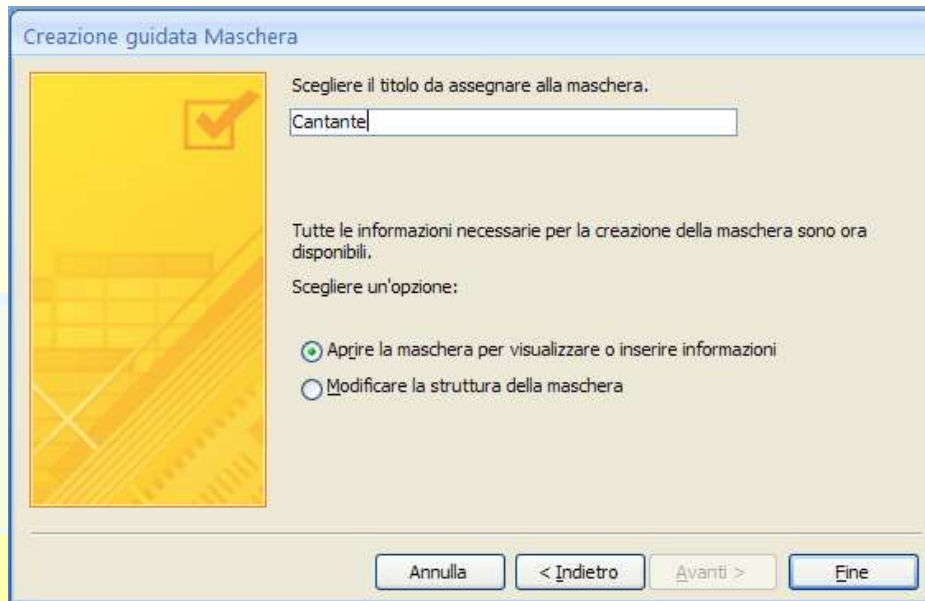 Creazione guidata Maschera
Scegliere il titolo da assegnare alla maschera.
Cantante
Tutte le informazioni necessarie per la creazione della maschera sono ora
disponibili.
Scegliere un'opzione:
Aprire la maschera per visualizzare o inserire informazioni
Modificare la struttura della maschera
Annulla < Indietro Avanti > Fine